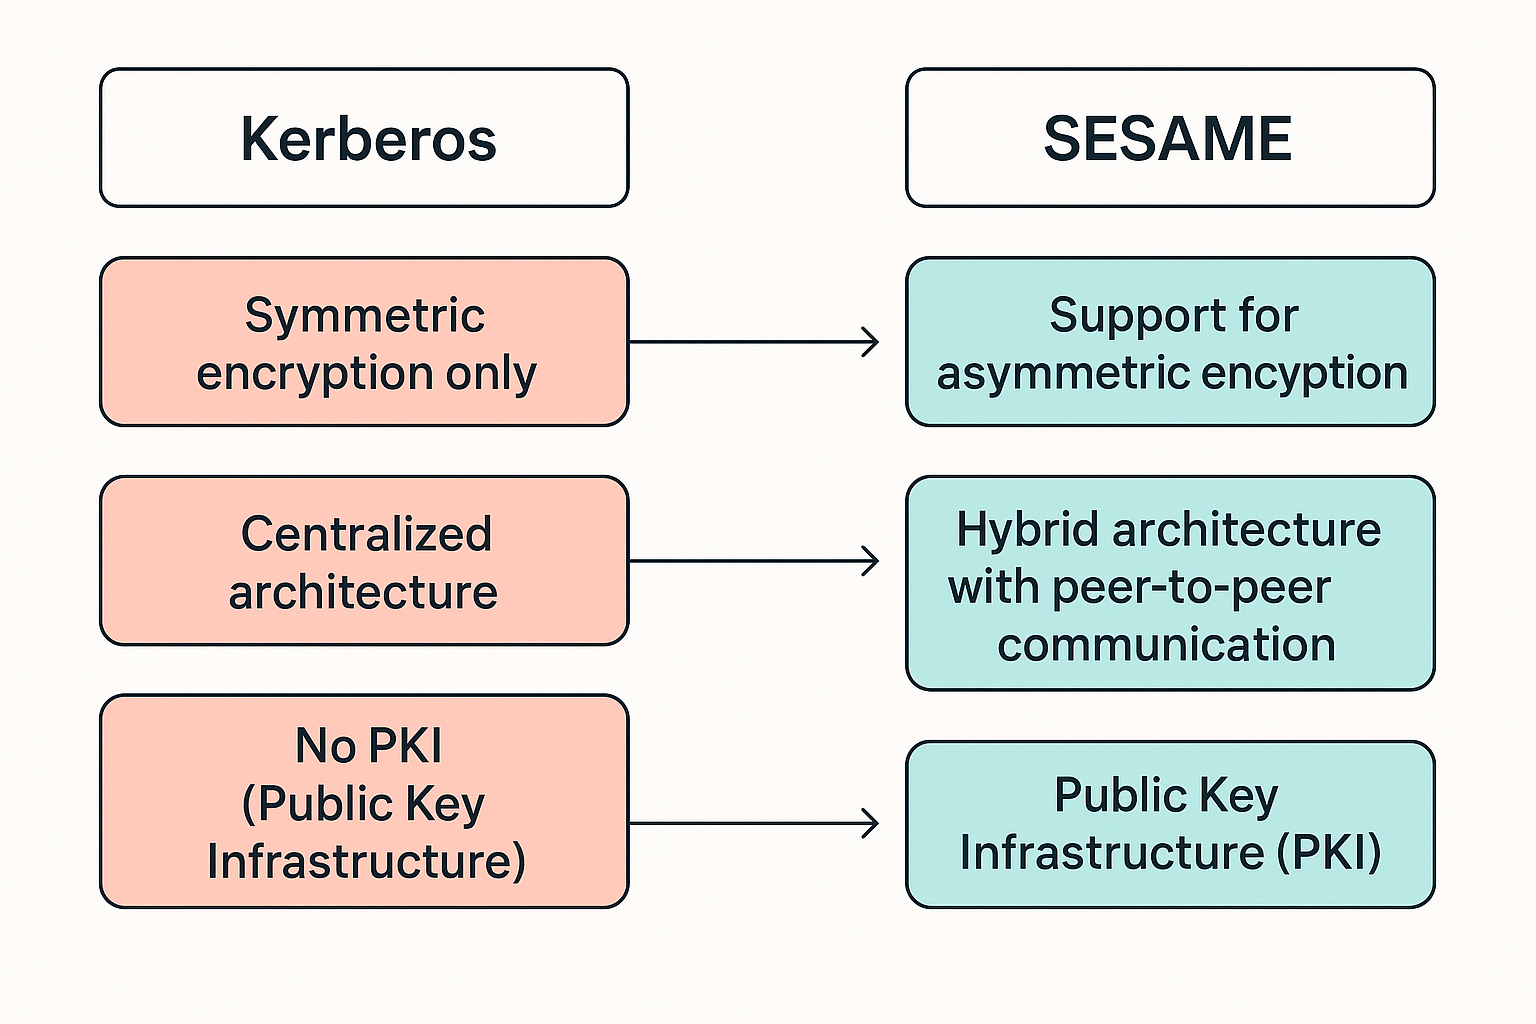 Kerberos
SESAME
Symmetric
encryption only
Support for
asymmetric encyption
Centralized
architecture
Hybrid architecture
with peer-to-peer
communication
No PKI
(Public Key
Infrastructure)
Public Key
Infrastructure (PKI)